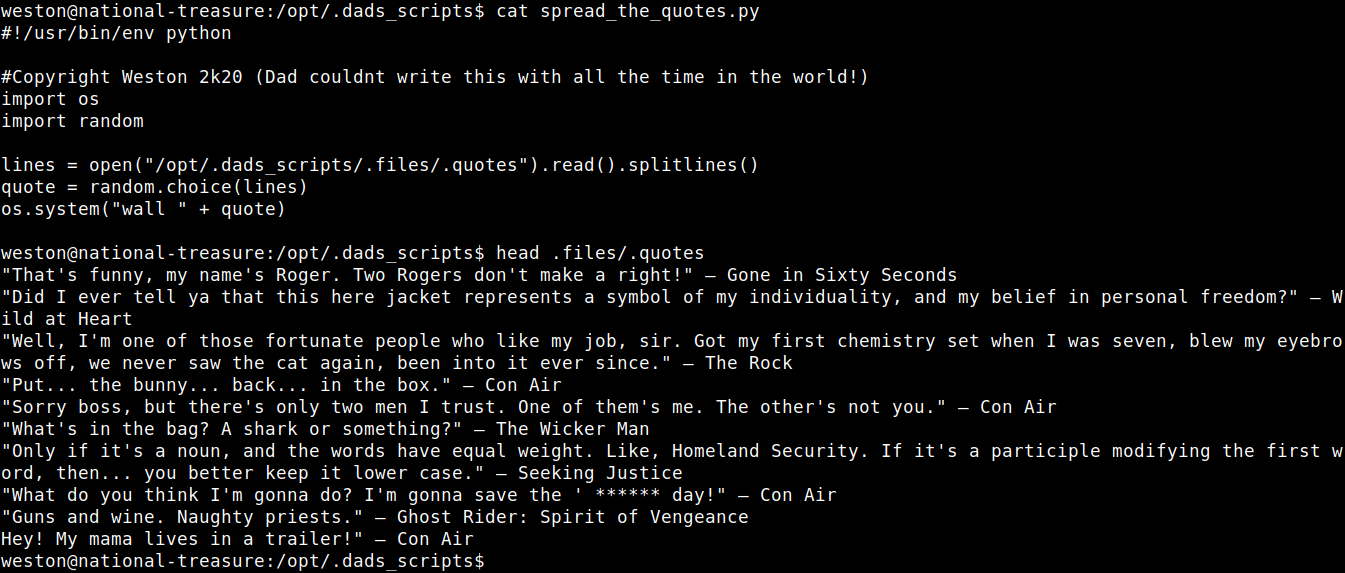 weston@national-treasure:/opt/.dads_scripts$ cat spread_the_quotes.py
#!/usr/bin/env python
#Copyright Weston 2k20 (Dad couldnt write this with all the time in the world!)
import os
import random
lines = open("/opt/.dads_scripts/.files/.quotes").read().splitlines()
quote = random.choice(lines)
os.system("wall " + quote)
weston@national-treasure:/opt/.dads_scripts$ head .files/.quotes
"That's funny, my name's Roger. Two Rogers don't make a right!" — Gone in Sixty Seconds
"Did I ever tell ya that this here jacket represents a symbol of my individuality, and my belief in personal freedom?" — W
ild at Heart
"Well, I'm one of those fortunate people who like my job, sir. Got my first chemistry set when I was seven, blew my eyebro
ws off, we never saw the cat again, been into it ever since." — The Rock
"Put... the bunny... back... in the box." — Con Air
"Sorry boss, but there's only two men I trust. One of them's me. The other's not you." — Con Air
"What's in the bag? A shark or something?" — The Wicker Man
"Only if it's a noun, and the words have equal weight. Like, Homeland Security. If it's a participle modifying the first w
ord, then... you better keep it lower case." — Seeking Justice
"What do you think I'm gonna do? I'm gonna save the ' ****** day!" — Con Air
"Guns and wine. Naughty priests." — Ghost Rider: Spirit of Vengeance
Hey! My mama lives in a trailer!" — Con Air
weston@national-treasure:/opt/.dads_scripts$